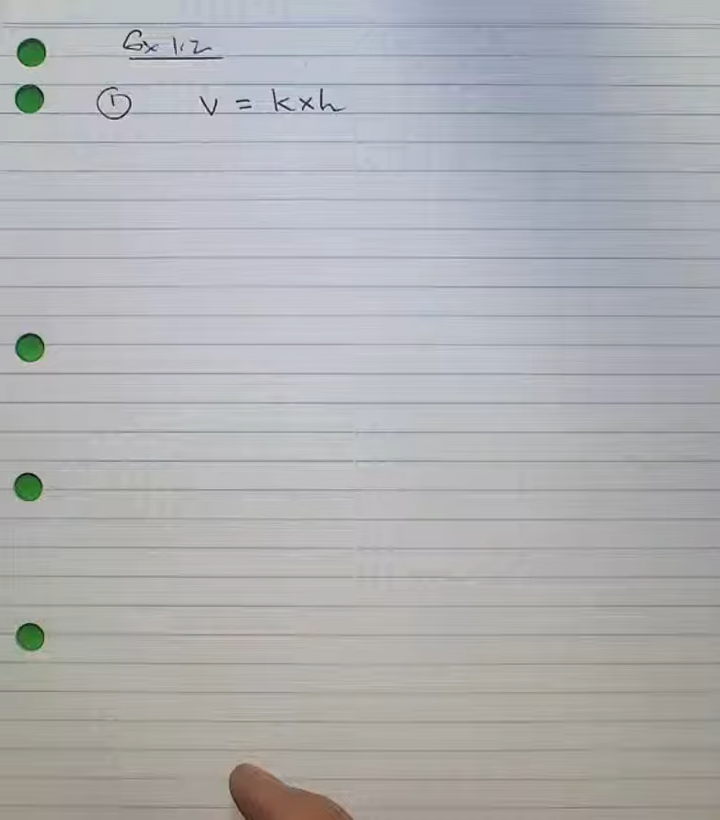 Ex 1.2
① V = k×h